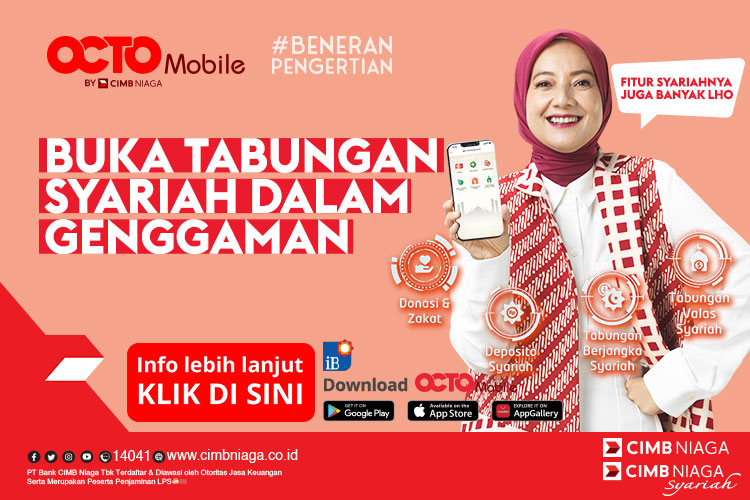 OCTO Mobile
BY CIMB NIAGA
#BENERAN
PENGERTIAN
FITUR SYARIAHNYA
JUGA BANYAK LHO
BUKA TABUNGAN
SYARIAH DALAM
GENGGAMAN
Donasi &
Zakat
Deposito
Syariah
Tabungan
Berjangka
Syariah
Tabungan
Valas
Syariah
Info lebih lanjut
KLIK DI SINI
iB
Download OCTO Mobile
GET IT ON
Google Play
Available on the
App Store
EXPLORE IT ON
AppGallery
14041 www.cimbniaga.co.id
PT Bank CIMB Niaga Tbk Terdaftar & Diawasi oleh Otoritas Jasa Keuangan
Serta Merupakan Peserta Penjaminan LPS
CIMB NIAGA
CIMB NIAGA
Syariah